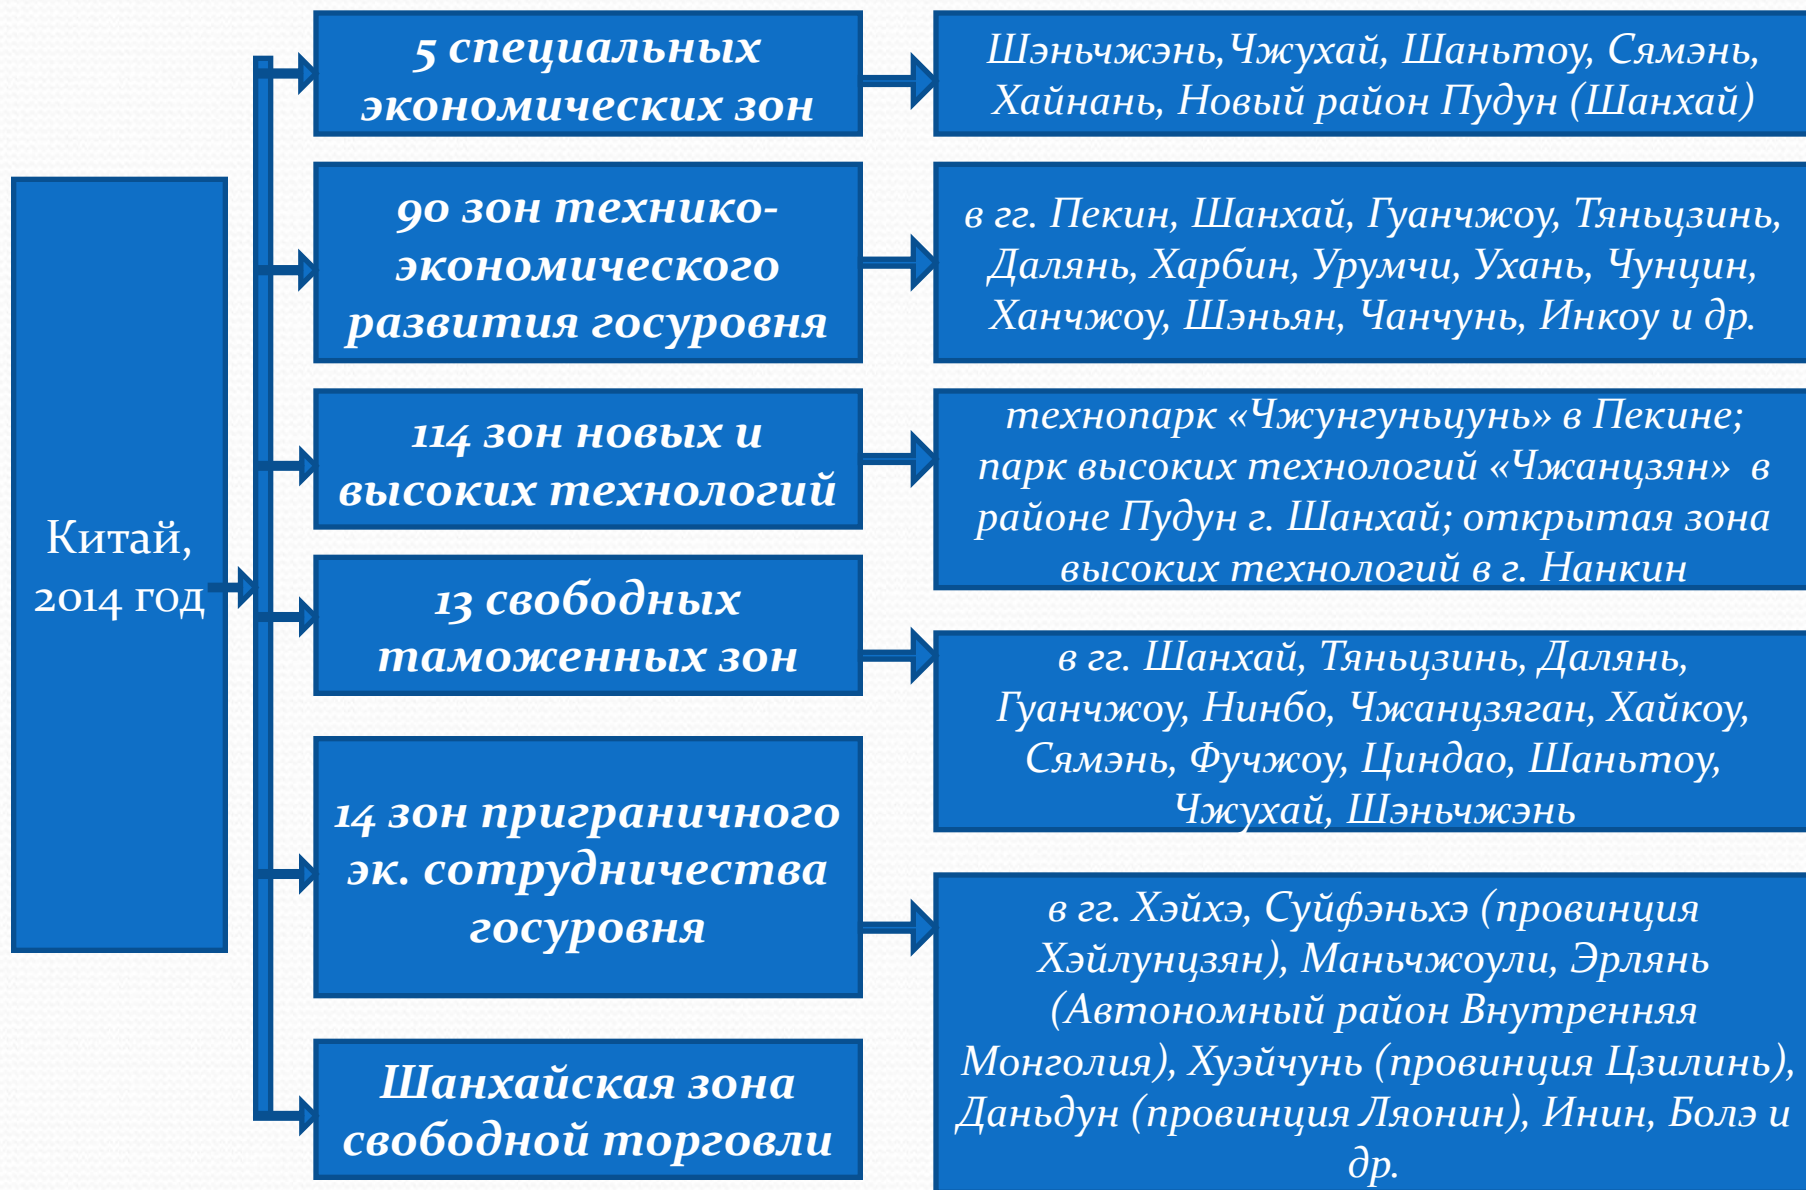 Китай,
2014 год
5 специальных
экономических зон
Шэньчжэнь,Чжухай, Шаньтоу, Сямэнь,
Хайнань, Новый район Пудун (Шанхай)
90 зон технико-
экономического
развития госуровня
в гг. Пекин, Шанхай, Гуанчжоу, Тяньцзинь,
Далянь, Харбин, Урумчи, Ухань, Чунцин,
Ханчжоу, Шэньян, Чанчунь, Инкоу и др.
114 зон новых и
высоких технологий
технопарк «Чжунгуньцунь» в Пекине;
парк высоких технологий «Чжанцзян» в
районе Пудун г. Шанхай; открытая зона
высоких технологий в г. Нанкин
13 свободных
таможенных зон
в гг. Шанхай, Тяньцзинь, Далянь,
Гуанчжоу, Нинбо, Чжанцзяган, Хайкоу,
Сямэнь, Фучжоу, Циндао, Шаньтоу,
Чжухай, Шэньчжэнь
14 зон приграничного
эк. сотрудничества
госуровня
в гг. Хэйхэ, Суйфэньхэ (провинция
Хэйлунцзян), Маньчжоули, Эрлянь
(Автономный район Внутренняя
Монголия), Хуэйчунь (провинция Цзилинь),
Даньдун (провинция Ляонин), Инин, Болэ и
др.
Шанхайская зона
свободной торговли